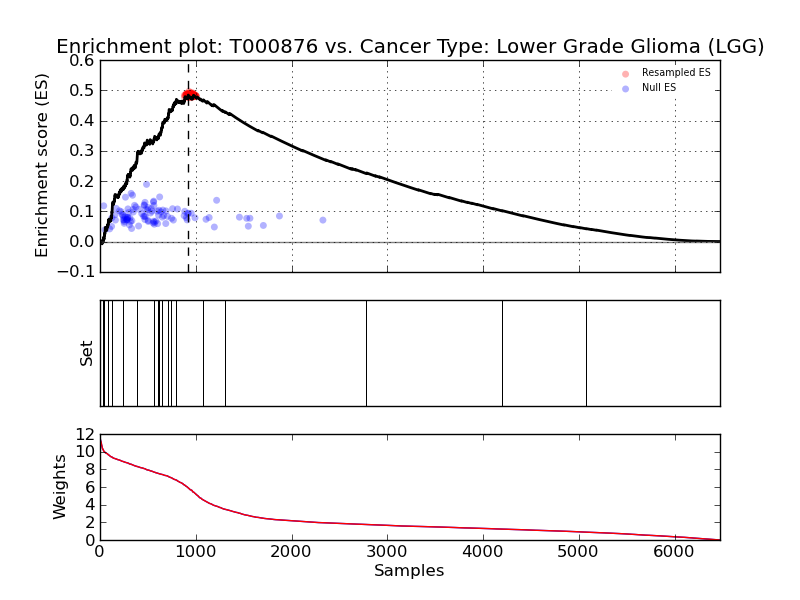 Enrichment plot: T000876 vs. Cancer Type: Lower Grade Glioma (LGG)
0.6
0.5
0.4
0.3
0.2
0.1
0.0
−0.1
Enrichment score (ES)
Resampled ES
Null ES
Set
12
10
8
6
4
2
0
Weights
0 1000 2000 3000 4000 5000 6000
Samples